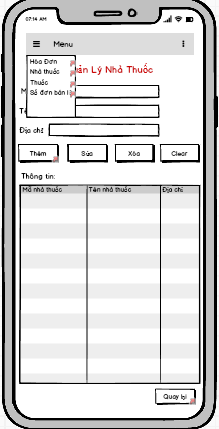 07:14 AM
Menu
Hóa Đơn
Nhà thuốc
Thuốc
Số đơn bán l
ản Lý Nhà Thuốc
M
Tê
Địa chỉ
Thêm Sửa Xóa Clear
Thông tin:
Mã nhà thuốc Tên nhà thuốc Địa chỉ
Quay lại